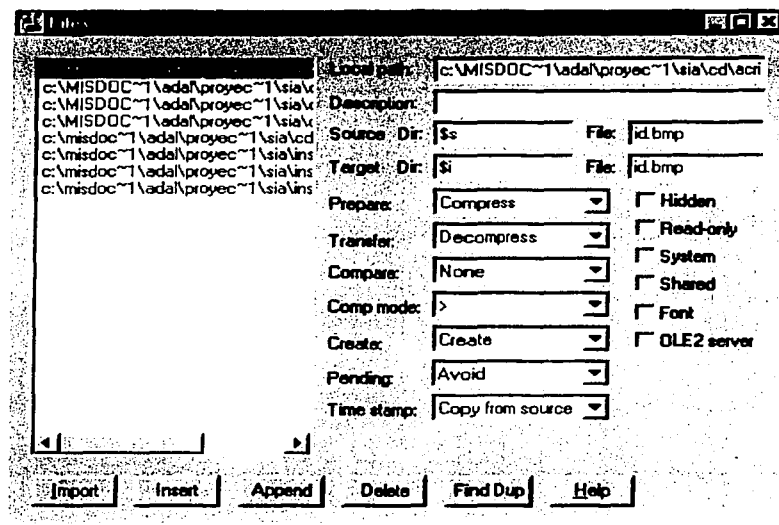 Files
c:\MISDOC~1\adal\proyec~1\sia\c
c:\MISDOC~1\adal\proyec~1\sia\c
c:\MISDOC~1\adal\proyec~1\sia\c
c:\misdoc~1\adal\proyec~1\sia\cd
c:\misdoc~1\adal\proyec~1\sia\ins
c:\misdoc~1\adal\proyec~1\sia\ins
c:\misdoc~1\adal\proyec~1\sia\ins
Local path: c:\MISDOC~1\adal\proyec~1\sia\cd\acri
Description:
Source Dir: $s File: id.bmp
Target Dir: $i File: id.bmp
Prepare: Compress
Transfer: Decompress
Compare: None
Comp mode: >
Create: Create
Pending: Avoid
Time stamp: Copy from source
Hidden
Read-only
System
Shared
Font
OLE2 server
Import Insert Append Delete Find Dup Help